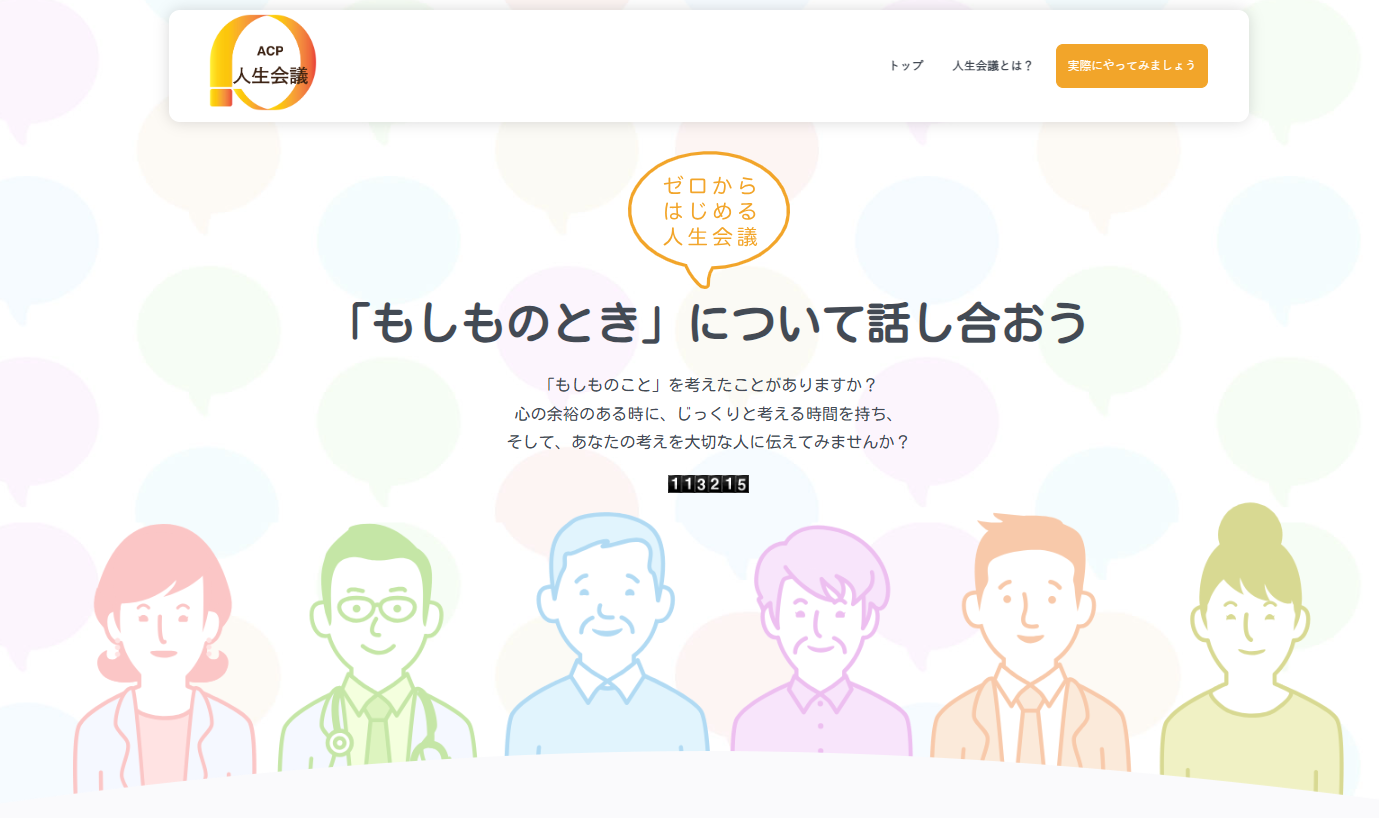 ACP
人生会議
トップ
人生会議とは？
実際にやってみましょう
ゼロから
はじめる
人生会議
「もしものとき」について話し合おう
「もしものこと」を考えたことがありますか？
心の余裕のある時に、じっくりと考える時間を持ち、
そして、あなたの考えを大切な人に伝えてみませんか？
113215